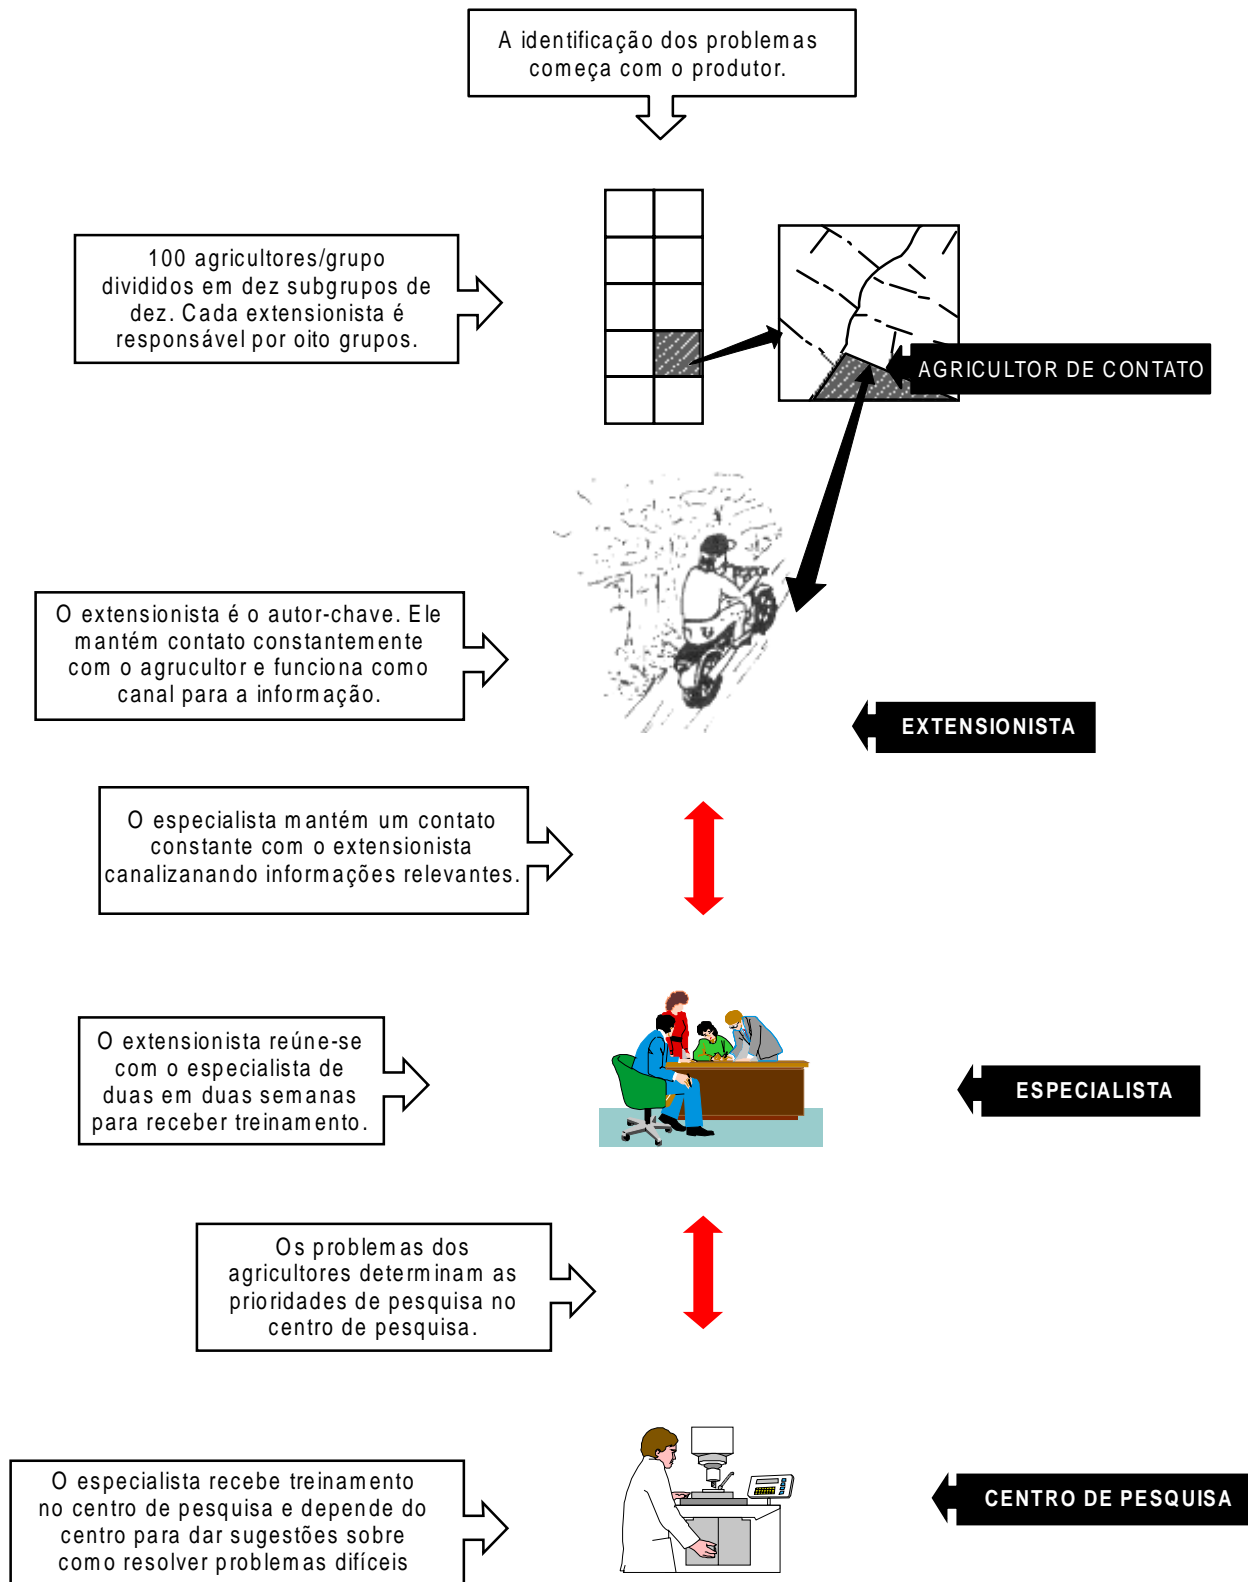 A identificação dos problemas
começa com o produtor.
100 agricultores/grupo
divididos em dez subgrupos de
dez. Cada extensionista é
responsável por oito grupos.
AGRICULTOR DE CONTATO
O extensionista é o autor-chave. Ele
mantém contato constantemente
com o agrucultor e funciona como
canal para a informação.
EXTENSIONISTA
O especialista mantém um contato
constante com o extensionista
canalizanando informações relevantes.
O extensionista reúne-se
com o especialista de
duas em duas semanas
para receber treinamento.
ESPECIALISTA
Os problemas dos
agricultores determinam as
prioridades de pesquisa no
centro de pesquisa.
O especialista recebe treinamento
no centro de pesquisa e depende do
centro para dar sugestões sobre
como resolver problemas difíceis
CENTRO DE PESQUISA